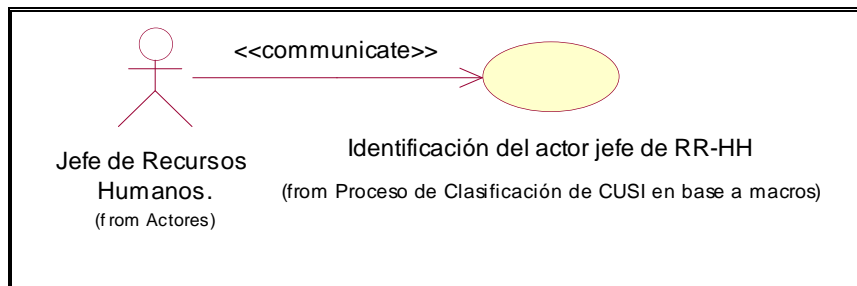 <<communicate>>
Jefe de Recursos
Humanos.
(from Actores)
Identificación del actor jefe de RR-HH
(from Proceso de Clasificación de CUSI en base a macros)